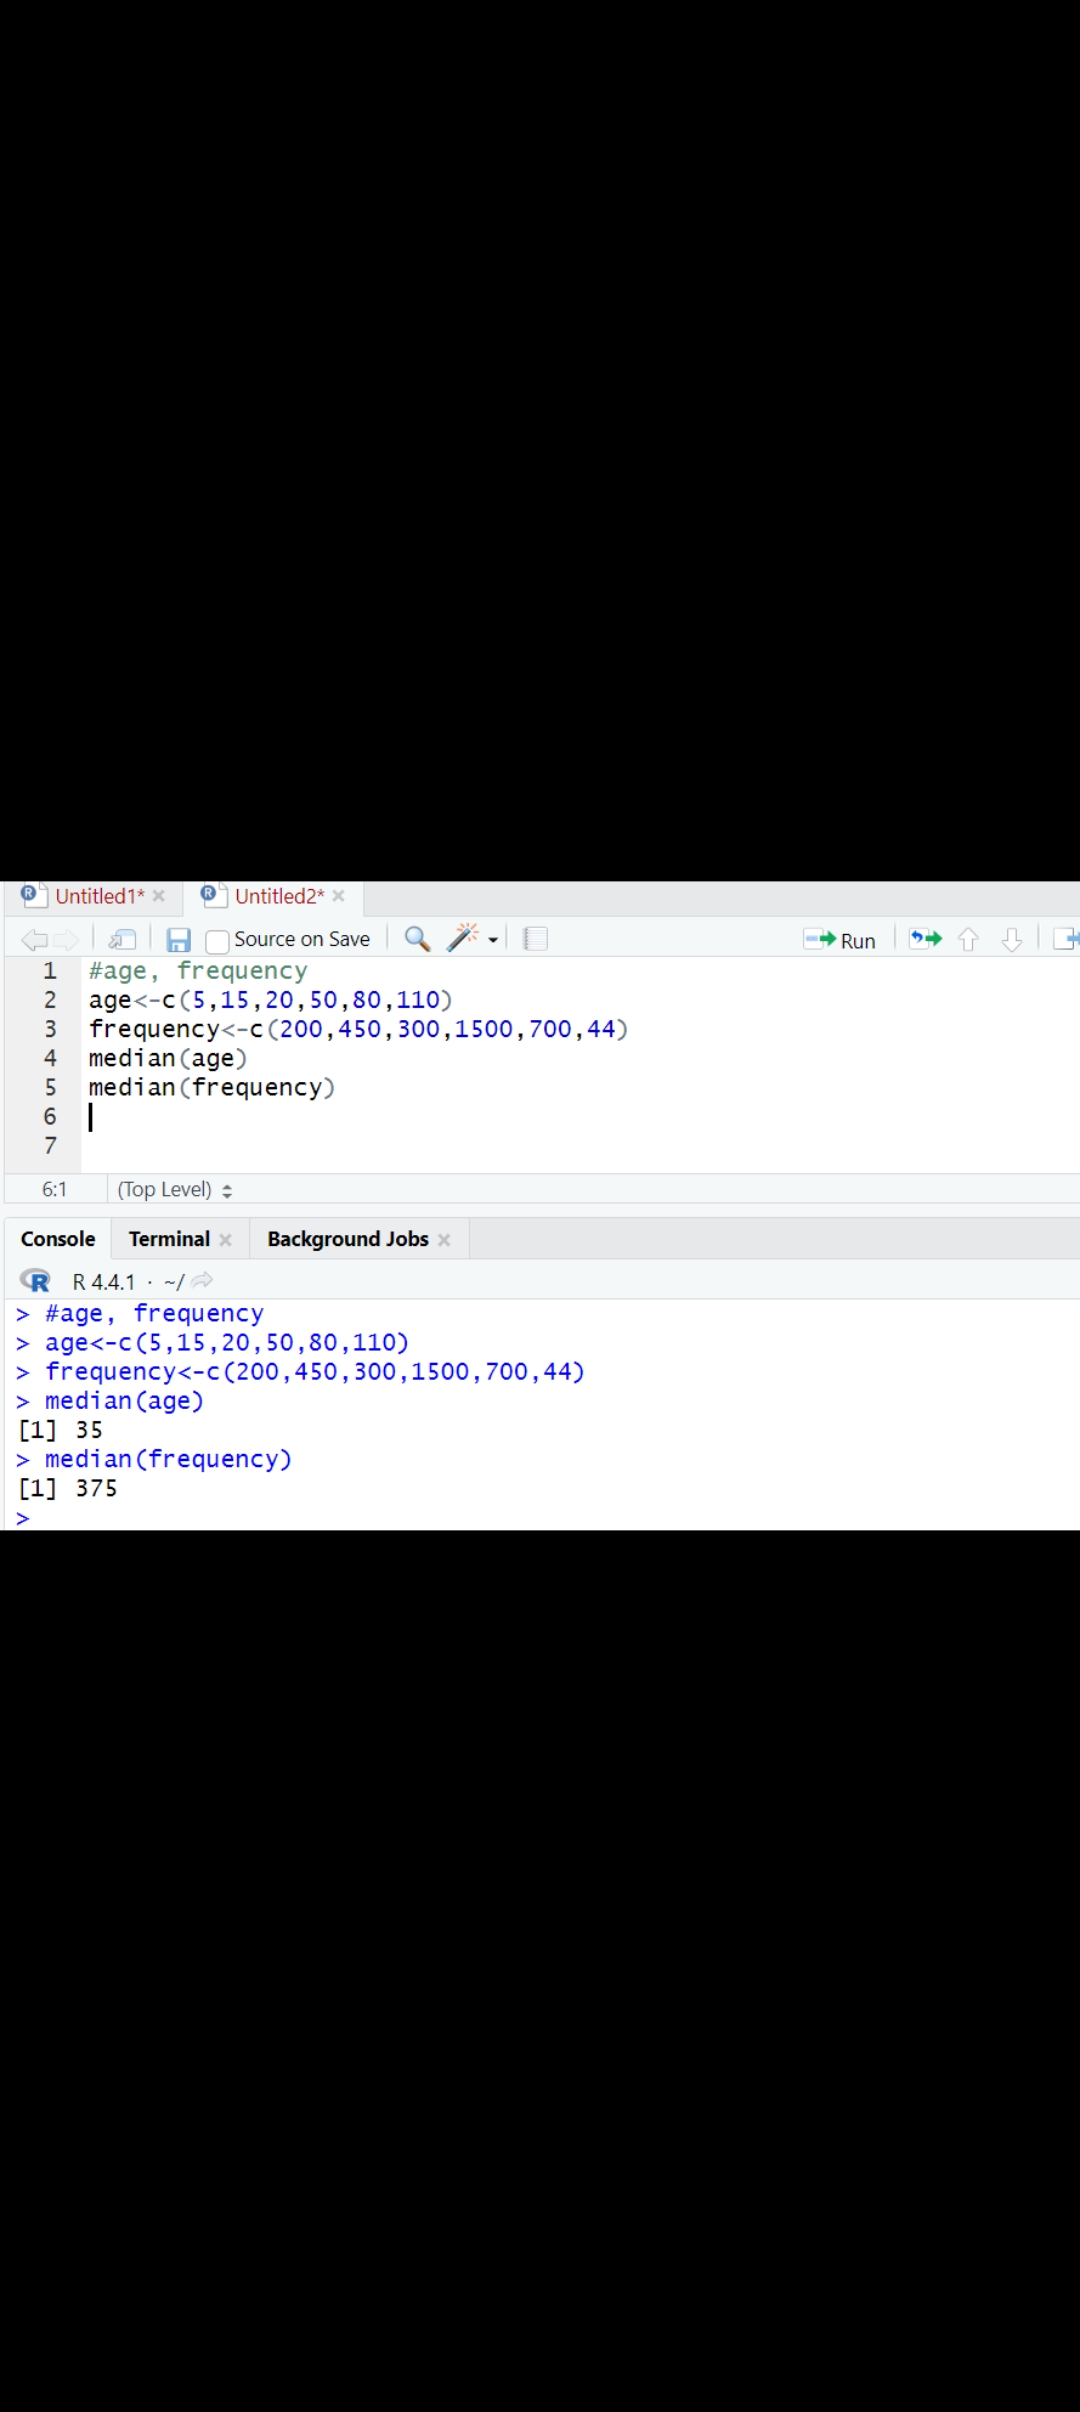 Untitled1* Untitled2*
Source on Save Run
1 #age, frequency
2 age<-c(5,15,20,50,80,110)
3 frequency<-c(200,450,300,1500,700,44)
4 median(age)
5 median(frequency)
6
7
6:1 (Top Level)
Console Terminal Background Jobs
R 4.4.1 · ~/
> #age, frequency
> age<-c(5,15,20,50,80,110)
> frequency<-c(200,450,300,1500,700,44)
> median(age)
[1] 35
> median(frequency)
[1] 375
>